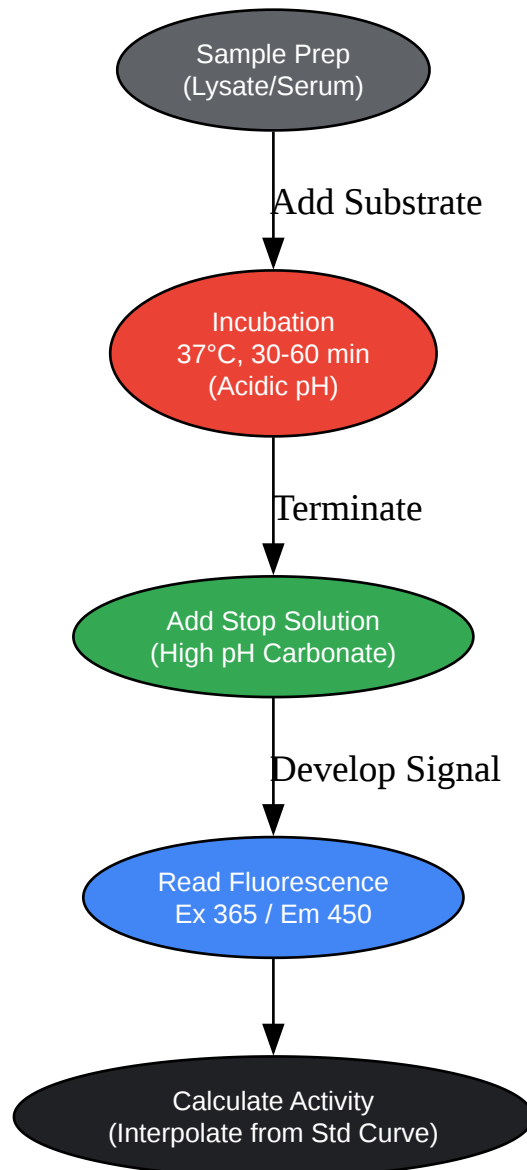 Sample Prep
(Lysate/Serum)
Add Substrate
Incubation
37°C, 30-60 min
(Acidic pH)
Terminate
Add Stop Solution
(High pH Carbonate)
Develop Signal
Read Fluorescence
Ex 365 / Em 450
Calculate Activity
(Interpolate from Std Curve)